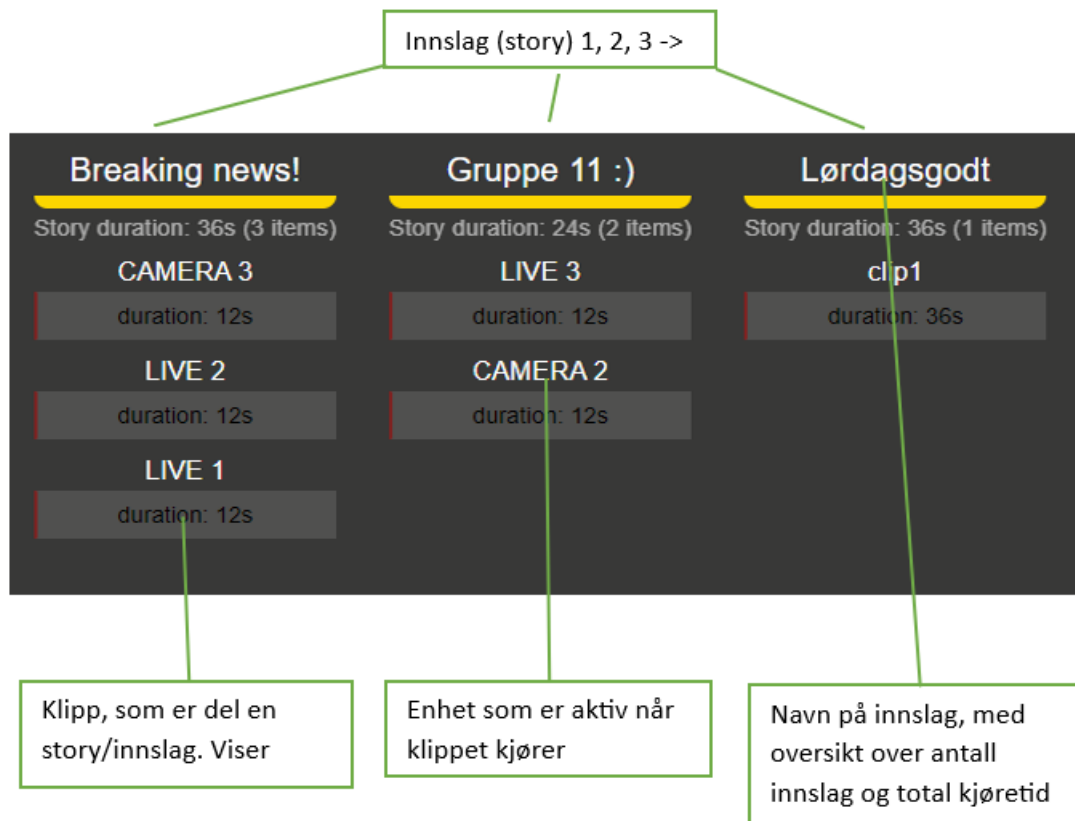 Innslag (story) 1, 2, 3 ->
Breaking news!
Story duration: 36s (3 items)
CAMERA 3
duration: 12s
LIVE 2
duration: 12s
LIVE 1
duration: 12s
Gruppe 11 :)
Story duration: 24s (2 items)
LIVE 3
duration: 12s
CAMERA 2
duration: 12s
Lørdagsgodt
Story duration: 36s (1 items)
clip1
duration: 36s
Klipp, som er del en
story/innslag. Viser
Enhet som er aktiv når
klippet kjører
Navn på innslag, med
oversikt over antall
innslag og total kjøretid